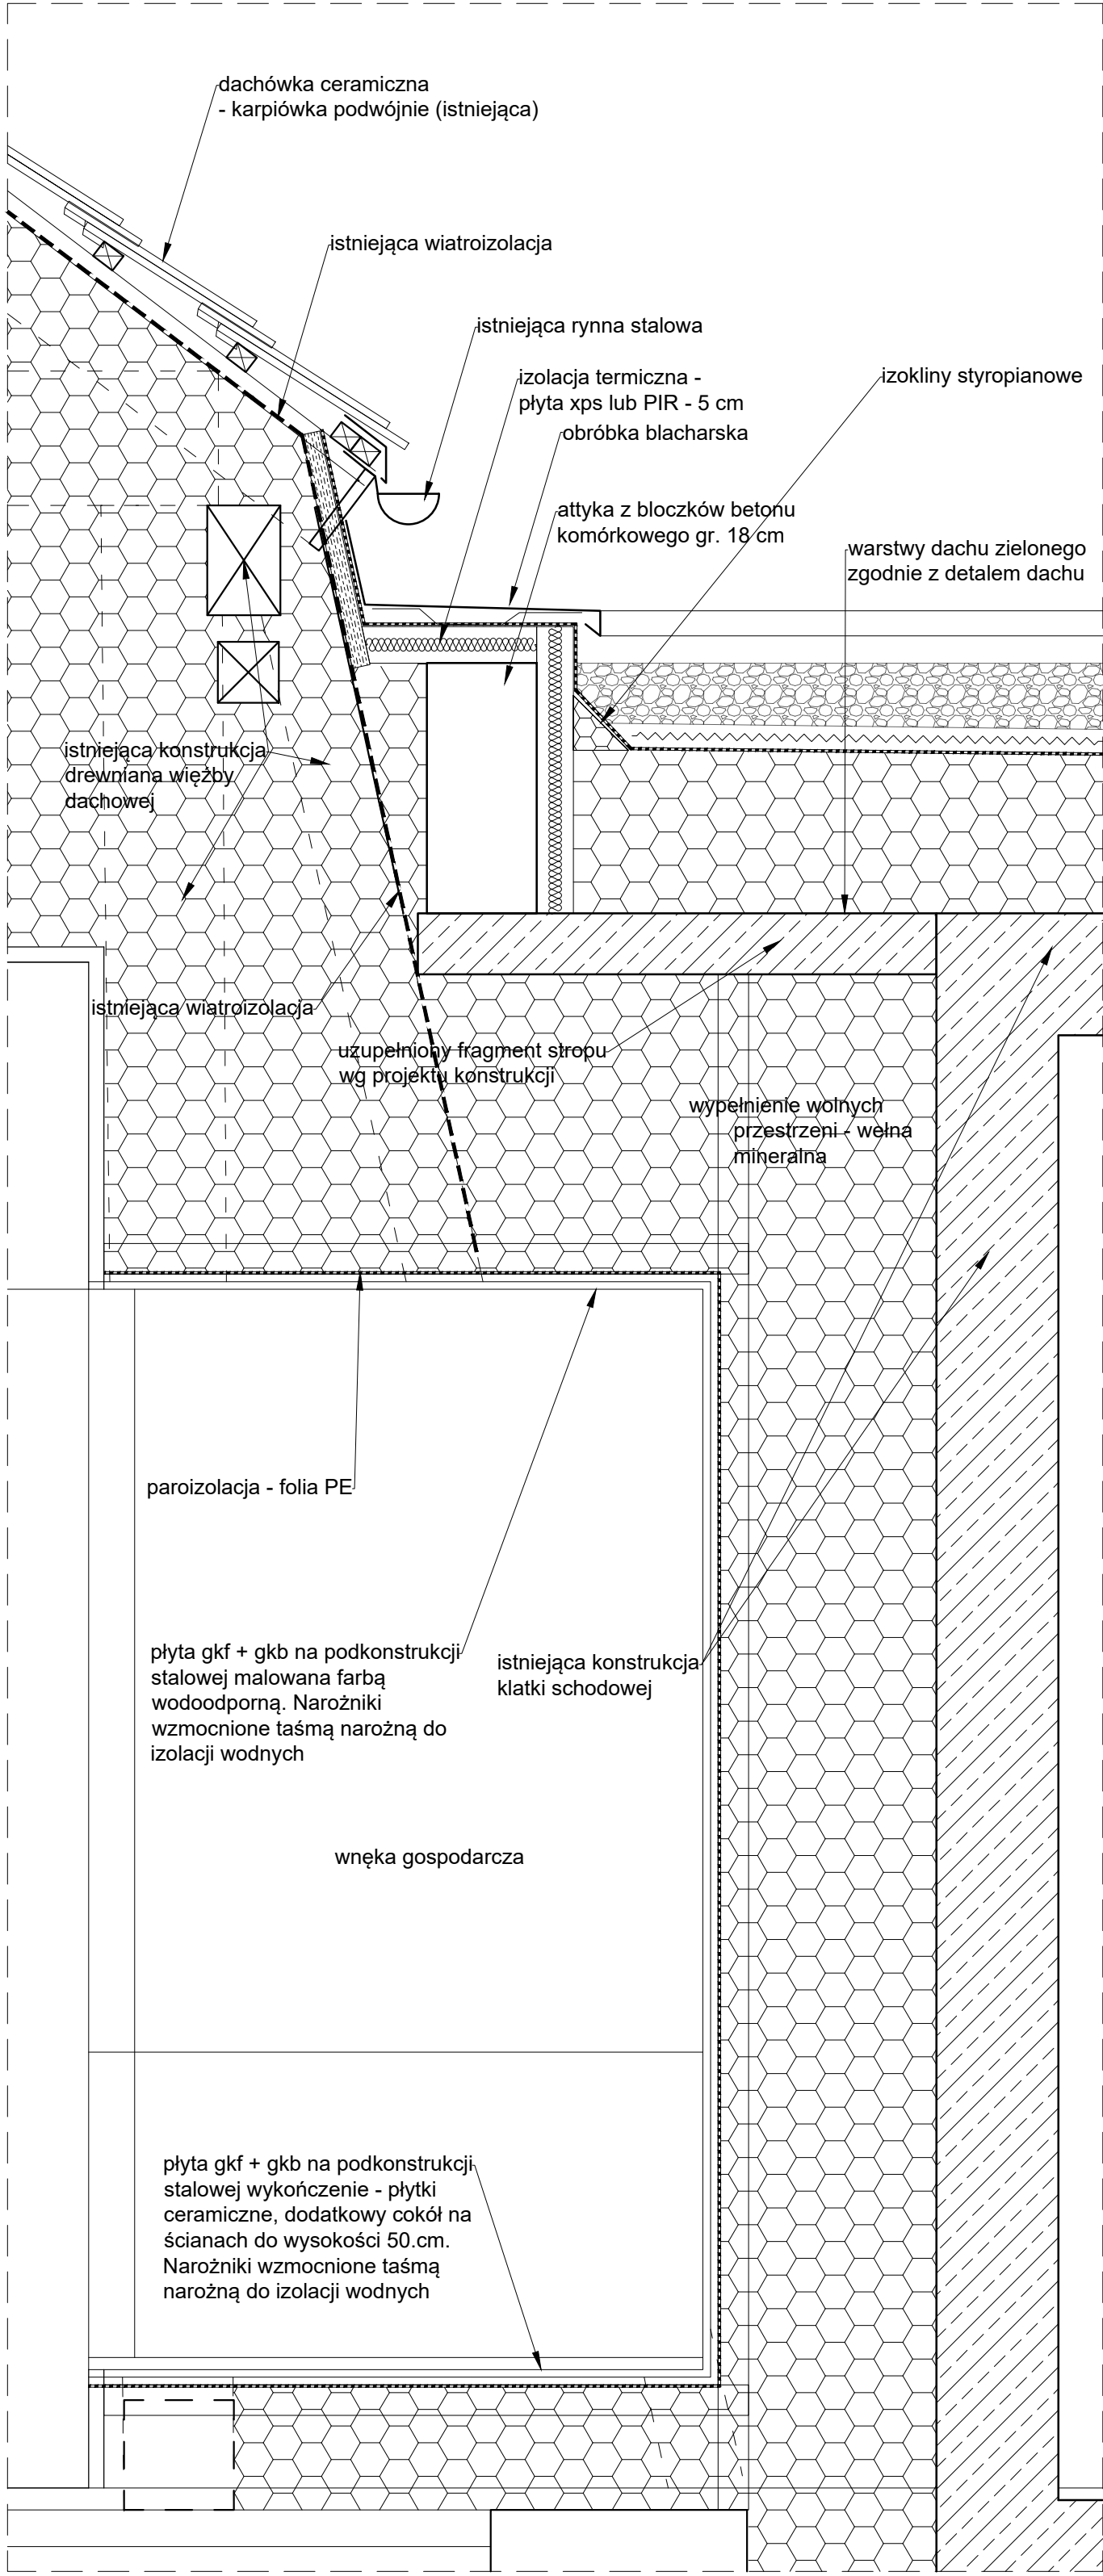 dachówka ceramiczna
- karpiówka podwójnie (istniejąca)
istniejąca wiatroizolacja
istniejąca rynna stalowa
izolacja termiczna -
płyta xps lub PIR - 5 cm
izokliny styropianowe
obróbka blacharska
attyka z bloczków betonu
komórkowego gr. 18 cm
warstwy dachu zielonego
zgodnie z detalem dachu
istniejąca konstrukcja
drewniana więźby
dachowej
istniejąca wiatroizolacja
uzupełniony fragment stropu
wg projektu konstrukcji
wypełnienie wolnych
przestrzeni - wełna
mineralna
paroizolacja - folia PE
płyta gkf + gkb na podkonstrukcji
stalowej malowana farbą
wodoodporną. Narożniki
wzmocnione taśmą narożną do
izolacji wodnych
istniejąca konstrukcja
klatki schodowej
wnęka gospodarcza
płyta gkf + gkb na podkonstrukcji
stalowej wykończenie - płytki
ceramiczne, dodatkowy cokół na
ścianach do wysokości 50.cm.
Narożniki wzmocnione taśmą
narożną do izolacji wodnych